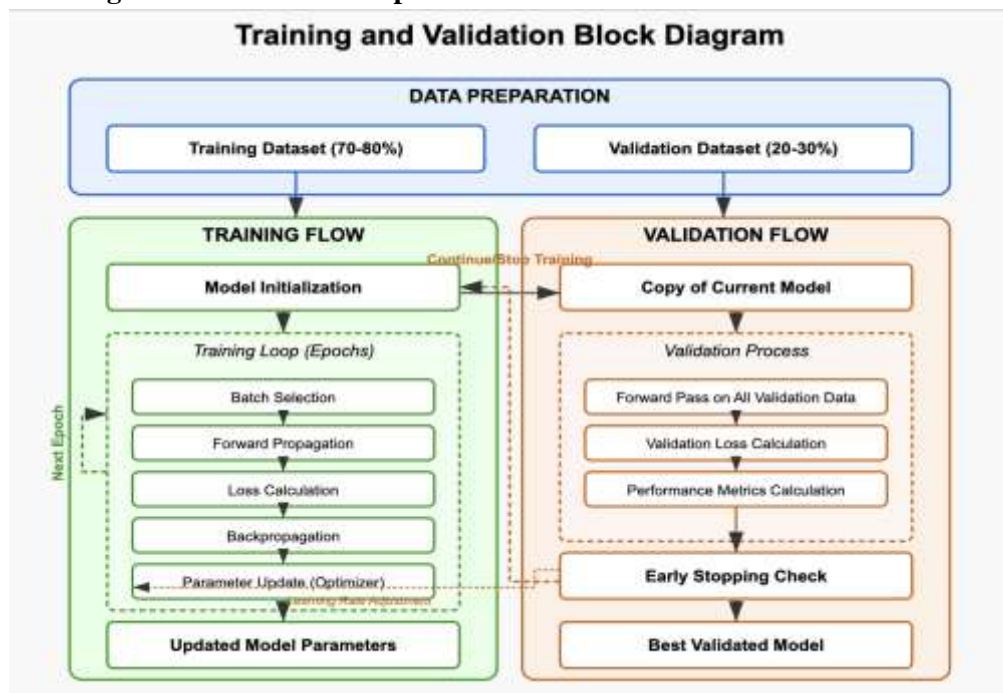 Training and Validation Block Diagram
DATA PREPARATION
Training Dataset (70-80%)
Validation Dataset (20-30%)
TRAINING FLOW
VALIDATION FLOW
Continue/Stop Training
Model Initialization
Copy of Current Model
Training Loop (Epochs)
Batch Selection
Forward Propagation
Loss Calculation
Backpropagation
Parameter Update (Optimizer)
Learning Rate Adjustment
Next Epoch
Updated Model Parameters
Validation Process
Forward Pass on All Validation Data
Validation Loss Calculation
Performance Metrics Calculation
Early Stopping Check
Best Validated Model